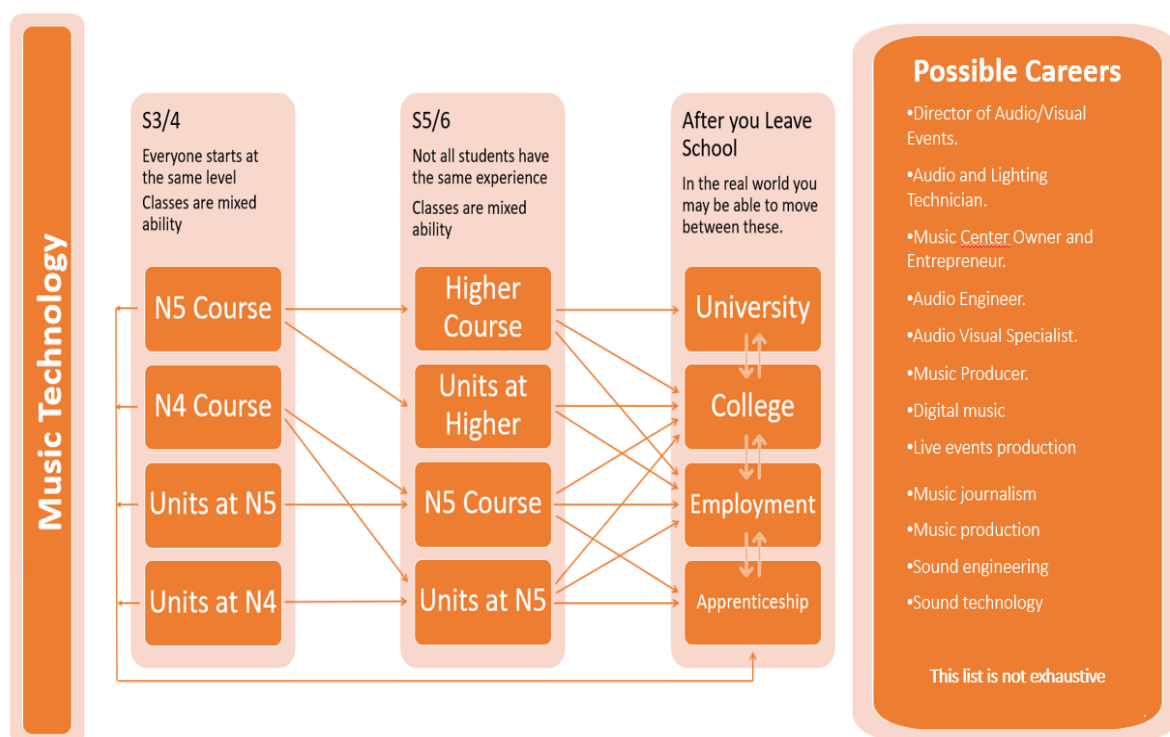 Music Technology
S3/4
Everyone starts at
the same level
Classes are mixed
ability
N5 Course
N4 Course
Units at N5
Units at N4
S5/6
Not all students have
the same experience
Classes are mixed
ability
Higher
Course
Units at
Higher
N5 Course
Units at N5
After you Leave
School
In the real world you
may be able to move
between these.
University
College
Employment
Apprenticeship
Possible Careers
•Director of Audio/Visual
Events.
•Audio and Lighting
Technician.
•Music Center Owner and
Entrepreneur.
•Audio Engineer.
•Audio Visual Specialist.
•Music Producer.
•Digital music
•Live events production
•Music journalism
•Music production
•Sound engineering
•Sound technology
This list is not exhaustive